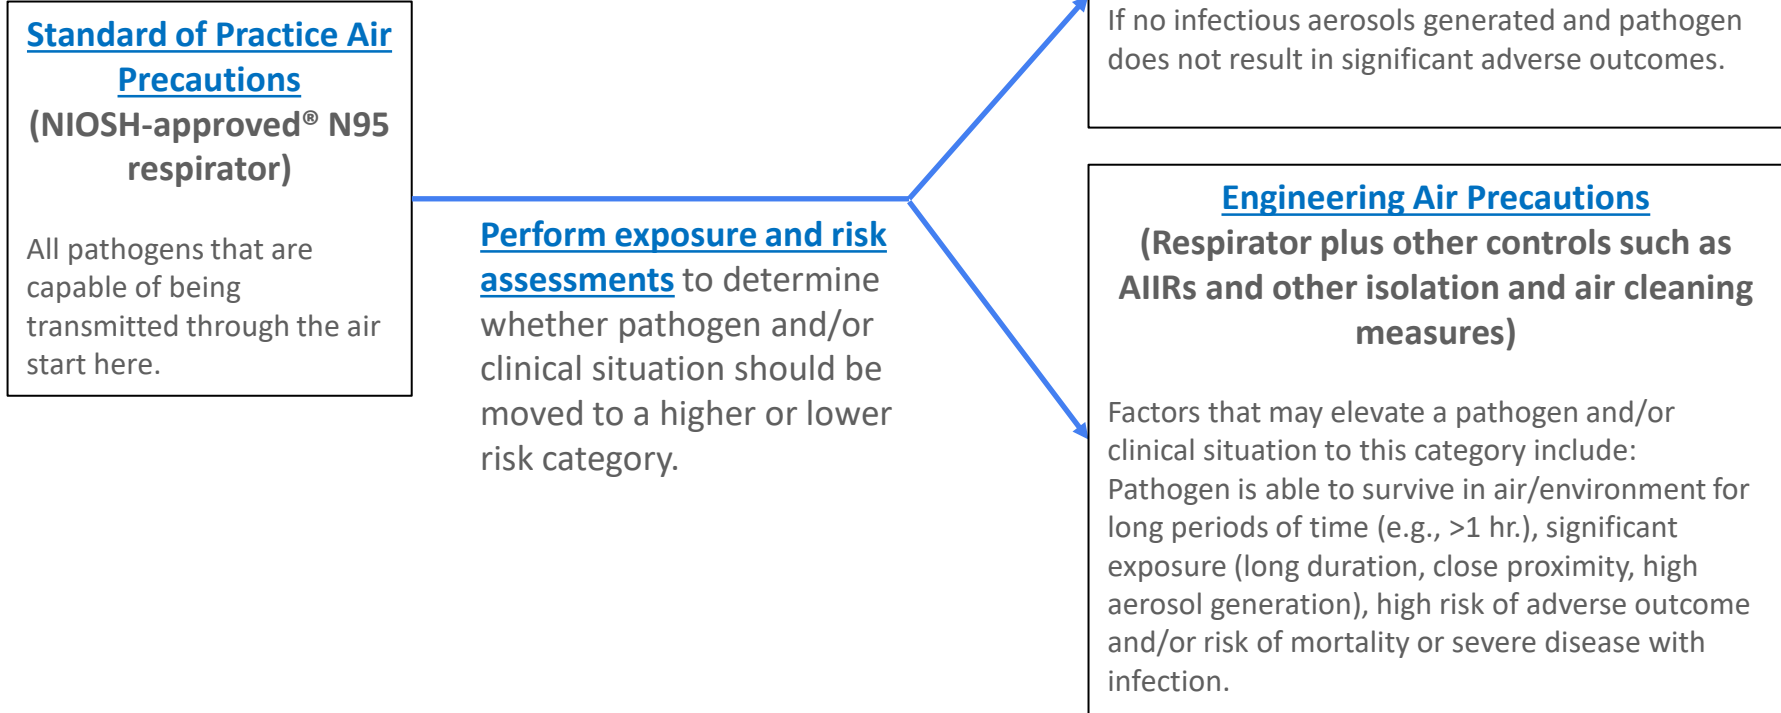 Standard of Practice Air
Precautions
(NIOSH-approved® N95
respirator)
All pathogens that are
capable of being
transmitted through the air
start here.
Perform exposure and risk
assessments to determine
whether pathogen and/or
clinical situation should be
moved to a higher or lower
risk category.
If no infectious aerosols generated and pathogen
does not result in significant adverse outcomes.
Engineering Air Precautions
(Respirator plus other controls such as
AIIRs and other isolation and air cleaning
measures)
Factors that may elevate a pathogen and/or
clinical situation to this category include:
Pathogen is able to survive in air/environment for
long periods of time (e.g., >1 hr.), significant
exposure (long duration, close proximity, high
aerosol generation), high risk of adverse outcome
and/or risk of mortality or severe disease with
infection.